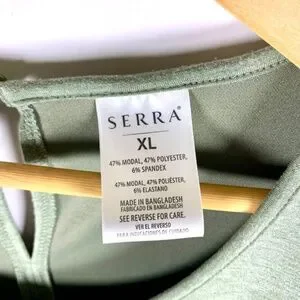 SERRA®
XL
47% MODAL, 47% POLYESTER,
6% SPANDEX
47% MODAL, 47% POLIÉSTER,
6% ELASTANO
MADE IN BANGLADESH
FABRICADO EN BANGLADESH
SEE REVERSE FOR CARE.
VER EL REVERSO
PARA INDICACIONES DE CUIDADO